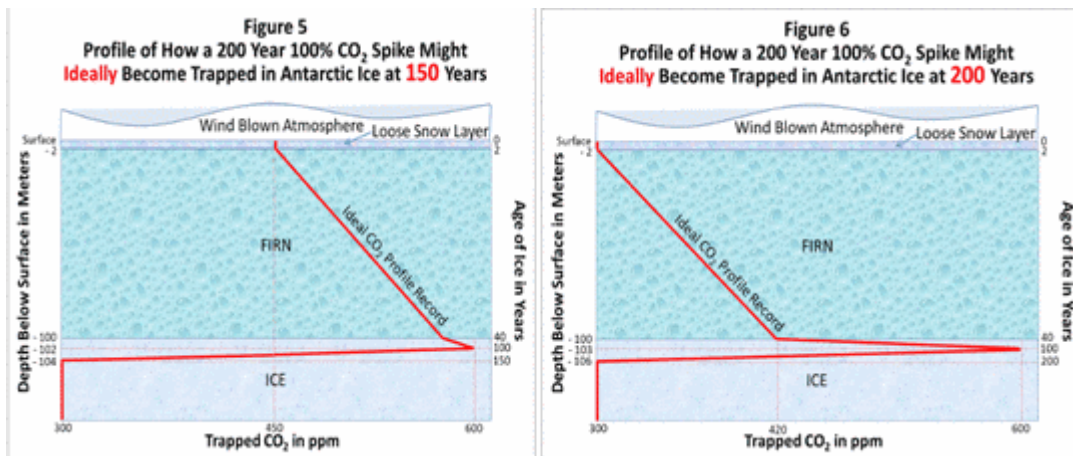 Figure 5
Profile of How a 200 Year 100% CO₂ Spike Might
Ideally Become Trapped in Antarctic Ice at 150 Years
Wind Blown Atmosphere
Loose Snow Layer
Surface
0
- 2
2
Depth Below Surface in Meters
FIRN
Ideal CO₂ Profile Record
Age of Ice in Years
- 100
40
- 102
100
- 104
150
ICE
300
450
600
Trapped CO₂ in ppm
Figure 6
Profile of How a 200 Year 100% CO₂ Spike Might
Ideally Become Trapped in Antarctic Ice at 200 Years
Wind Blown Atmosphere
Loose Snow Layer
Surface
0
- 2
2
Depth Below Surface in Meters
FIRN
Ideal CO₂ Profile Record
Age of Ice in Years
- 100
40
- 103
100
- 106
200
ICE
300
420
600
Trapped CO₂ in ppm